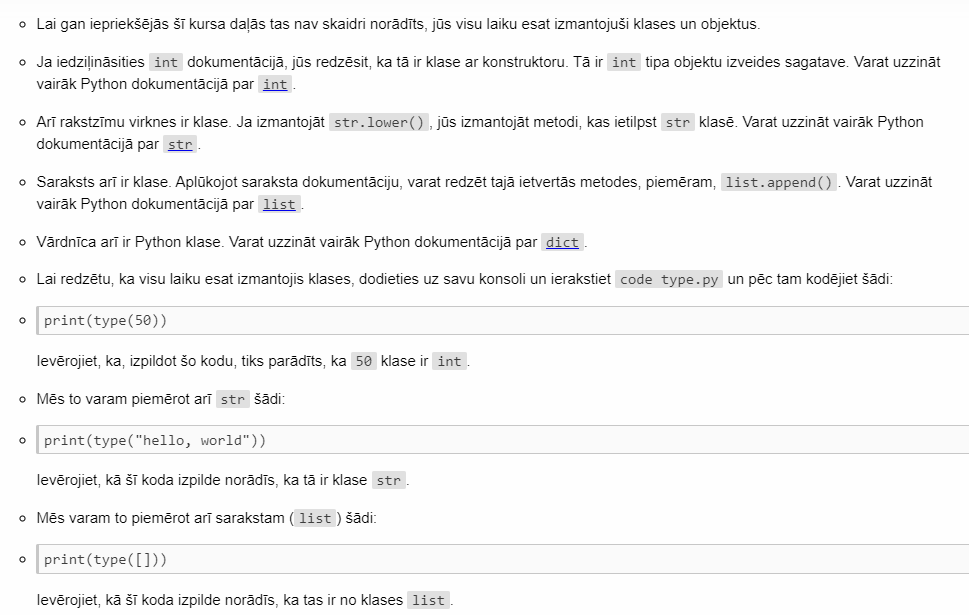 Lai gan iepriekšējās šī kursa daļās tas nav skaidri norādīts, jūs visu laiku esat izmantojuši klases un objektus.
Ja iedziļināsities int dokumentācijā, jūs redzēsit, ka tā ir klase ar konstruktoru. Tā ir int tipa objektu izveides sagatave. Varat uzzināt
vairāk Python dokumentācijā par int.
Arī rakstzīmu virknes ir klase. Ja izmantojāt str.lower(), jūs izmantojāt metodi, kas ietilpst str klasē. Varat uzzināt vairāk Python
dokumentācijā par str.
Saraksts arī ir klase. Aplūkojot saraksta dokumentāciju, varat redzēt tajā ietvertās metodes, piemēram, list.append(). Varat uzzināt
vairāk Python dokumentācijā par list.
Vārdnīca arī ir Python klase. Varat uzzināt vairāk Python dokumentācijā par dict.
Lai redzētu, ka visu laiku esat izmantojis klases, dodieties uz savu konsoli un ierakstiet code type.py un pēc tam kodējiet šādi:
print(type(50))
Ievērojiet, ka, izpildot šo kodu, tiks parādīts, ka 50 klase ir int.
Mēs to varam piemērot arī str šādi:
print(type("hello, world"))
Ievērojiet, kā šī koda izpilde norādīs, ka tā ir klase str.
Mēs varam to piemērot arī sarakstam (list) šādi:
print(type([]))
Ievērojiet, kā šī koda izpilde norādīs, ka tas ir no klases list.